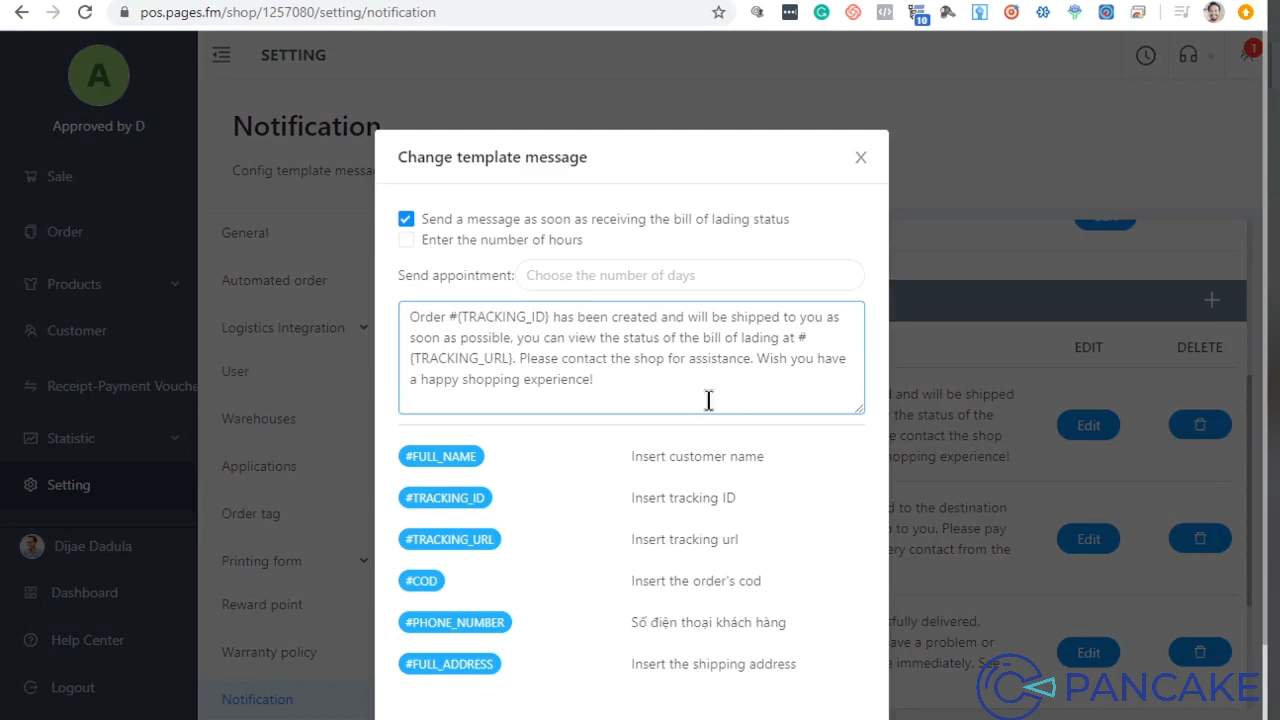 pos.pages.fm/shop/1257080/setting/notification
10
A
Approved by D
Sale
Order
Products
Customer
Receipt-Payment Vouche
Statistic
Setting
Dijae Dadula
Dashboard
Help Center
Logout
SETTING
1
Notification
Config template messa
General
Automated order
Logistics Integration
User
Warehouses
Applications
Order tag
Printing form
Reward point
Warranty policy
Notification
Change template message
Send a message as soon as receiving the bill of lading status
Enter the number of hours
Send appointment: Choose the number of days
Order #{TRACKING_ID} has been created and will be shipped to you as
soon as possible, you can view the status of the bill of lading at #
{TRACKING_URL}. Please contact the shop for assistance. Wish you have
a happy shopping experience!
#FULL_NAME Insert customer name
#TRACKING_ID Insert tracking ID
#TRACKING_URL Insert tracking url
#COD Insert the order's cod
#PHONE_NUMBER Số điện thoại khách hàng
#FULL_ADDRESS Insert the shipping address
EDIT DELETE
d and will be shipped
the status of the
e contact the shop
opping experience!
Edit
d to the destination
d to you. Please pay
ery contact from the
Edit
sfully delivered.
ave a problem or
e immediately. See
Edit
PANCAKE